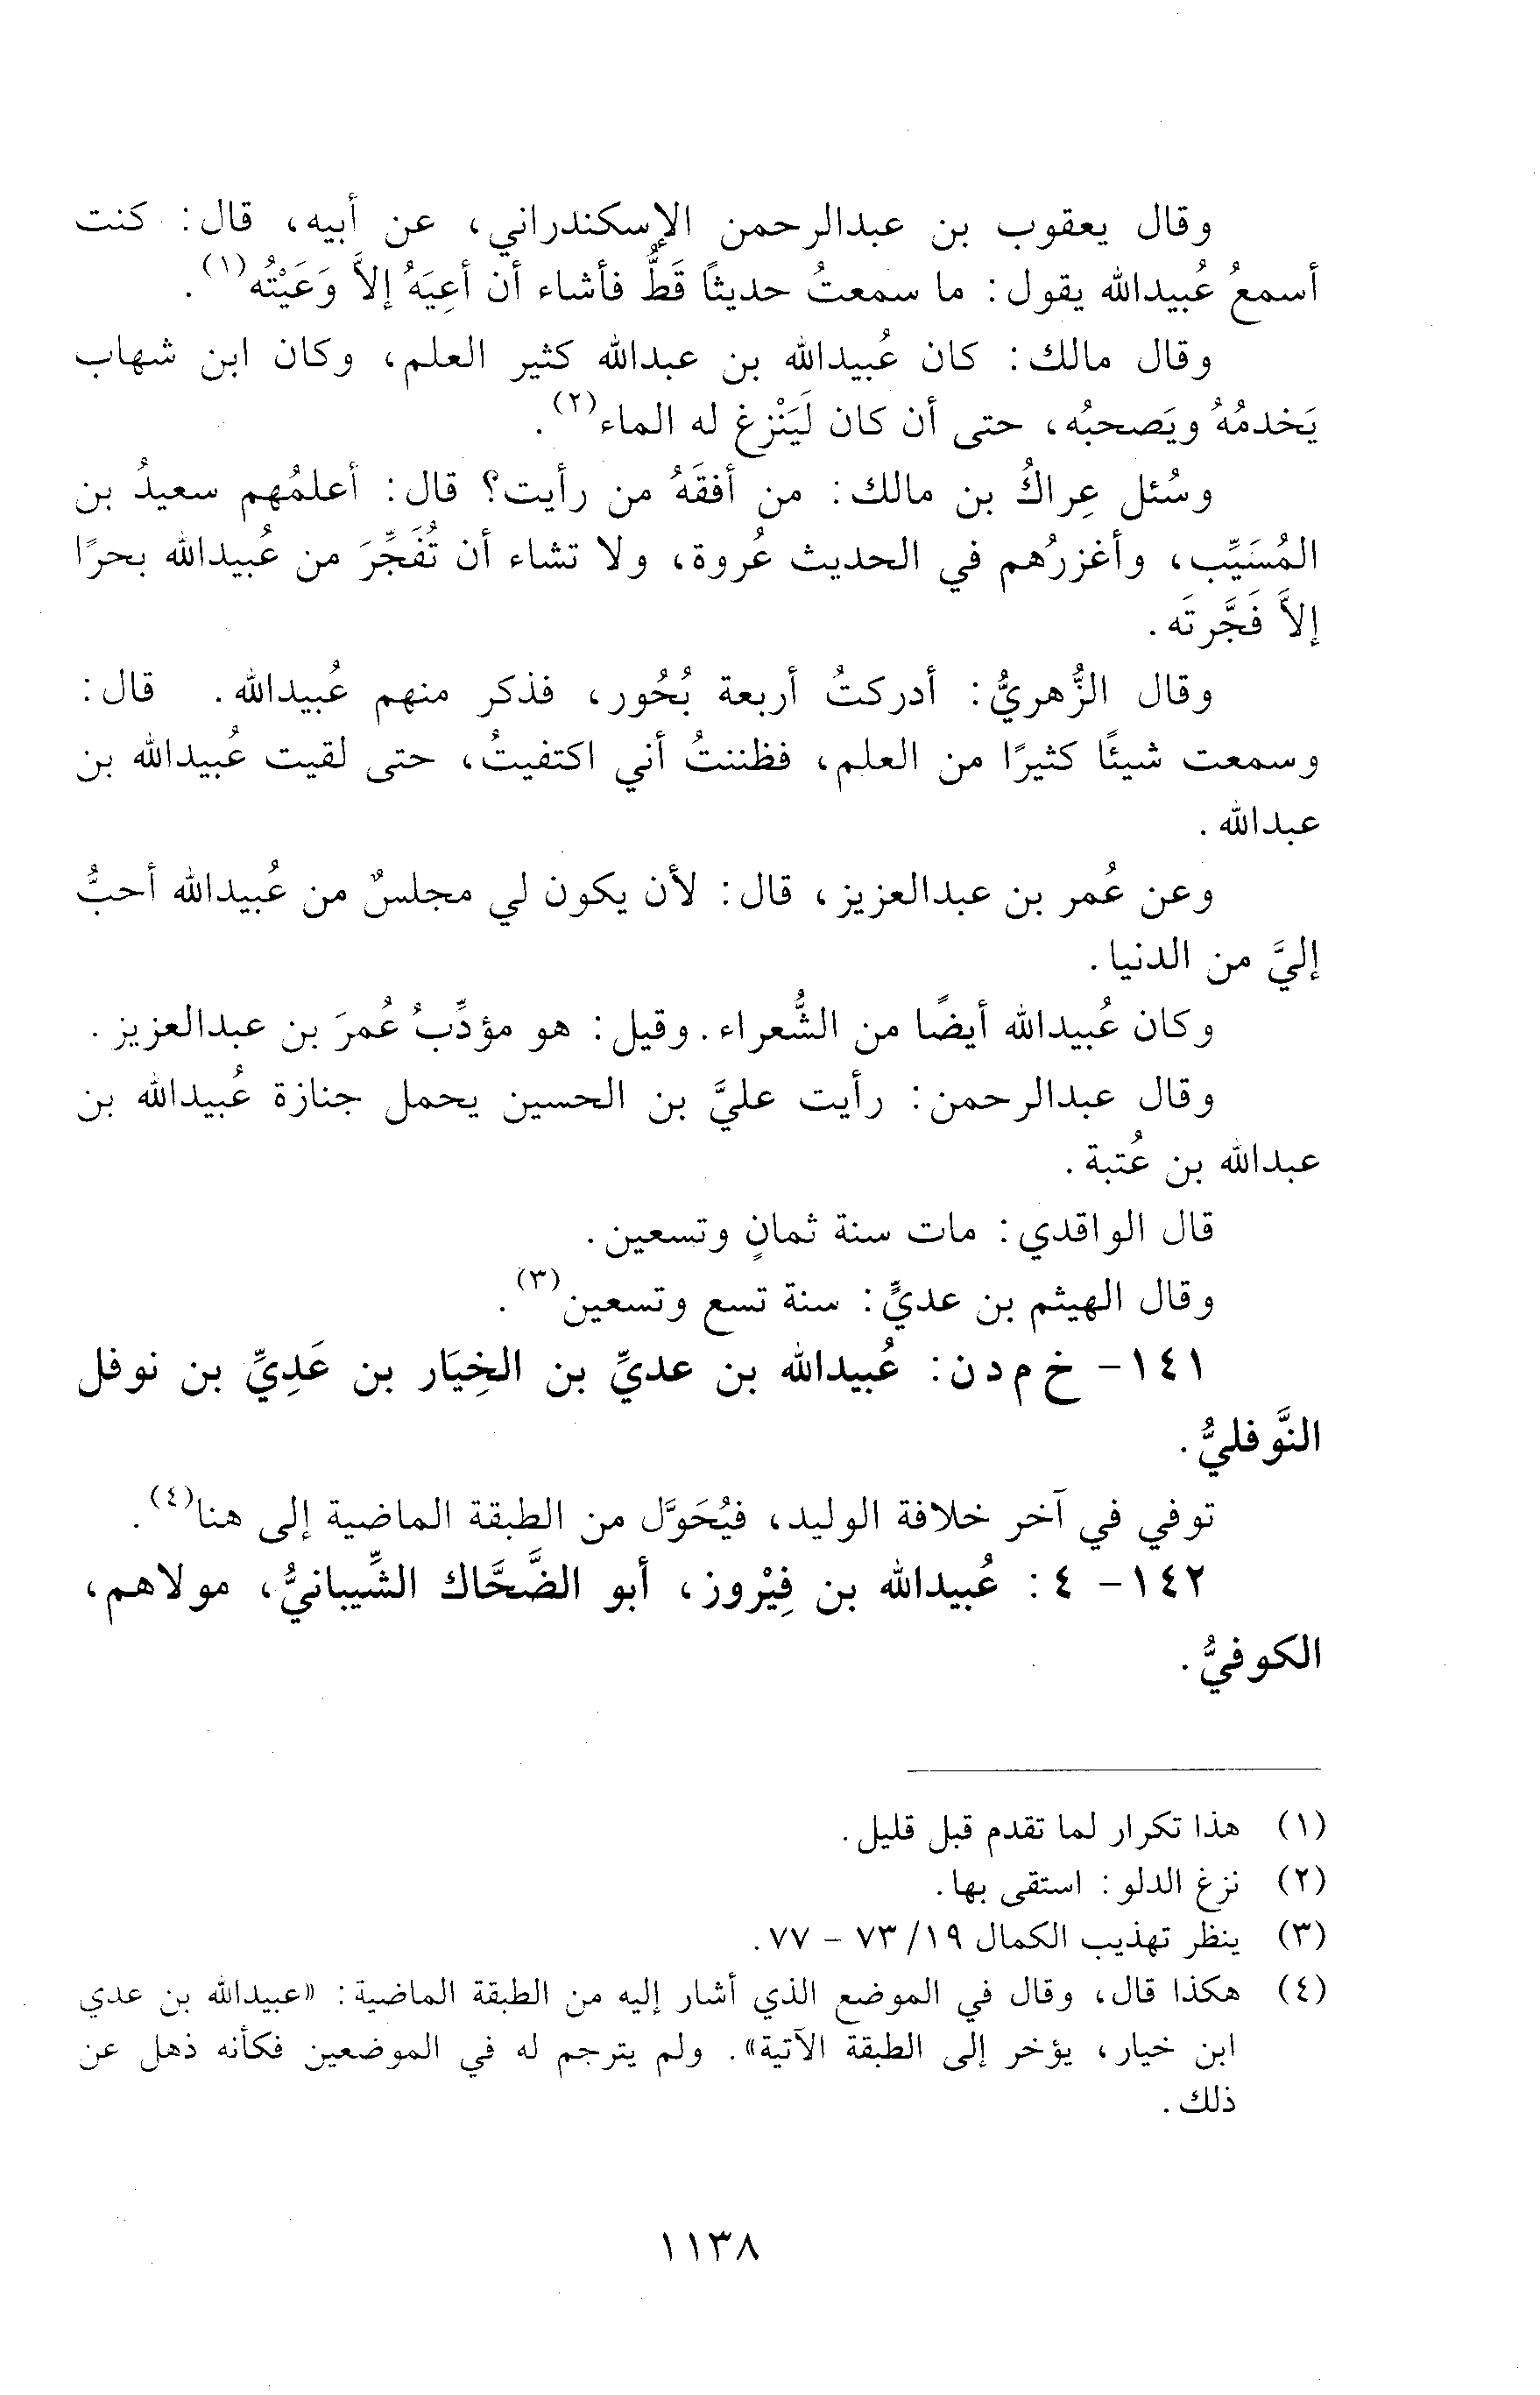 وقال يعقوب بن عبدالرحمن الإسكندراني، عن أبيه، قال: كنت
أسمعُ عُبيدالله يقول: ما سمعتُ حديثًا قَطُّ فأشاء أن أعِيَهُ إلاَّ وَعَيْتُه(١).
وقال مالك: كان عُبيدالله بن عبدالله كثير العلم، وكان ابن شهاب
يَخدمُهُ ويَصحبُه، حتى أن كان لَيَنْزغ له الماء(٢).
وسُئل عِراكُ بن مالك: من أفقَهُ من رأيت؟ قال: أعلمُهم سعيدُ بن
المُسَيِّب، وأغزرُهم في الحديث عُروة، ولا تشاء أن تُفَجِّرَ من عُبيدالله بحرًا
إلاَّ فَجَّرتَه.
وقال الزُّهريُّ: أدركتُ أربعة بُحُور، فذكر منهم عُبيدالله. قال:
وسمعت شيئًا كثيرًا من العلم، فظننتُ أني اكتفيتُ، حتى لقيت عُبيدالله بن
عبدالله.
وعن عُمر بن عبدالعزيز، قال: لأن يكون لي مجلسٌ من عُبيدالله أحبُّ
إليَّ من الدنيا.
وكان عُبيدالله أيضًا من الشُّعراء. وقيل: هو مؤدِّبُ عُمرَ بن عبدالعزيز.
وقال عبدالرحمن: رأيت عليَّ بن الحسين يحمل جنازة عُبيدالله بن
عبدالله بن عُتبة.
قال الواقدي: مات سنة ثمانٍ وتسعين.
وقال الهيثم بن عديٍّ: سنة تسع وتسعين(٣).
١٤١- خ م د ن: عُبيدالله بن عديِّ بن الخِيَار بن عَدِيِّ بن نوفل
النَّوفليُّ.
توفي في آخر خلافة الوليد، فيُحَوَّل من الطبقة الماضية إلى هنا(٤).
١٤٢- ٤: عُبيدالله بن فِيْروز، أبو الضَّحَّاك الشِّيبانيُّ، مولاهم،
الكوفيُّ.
(١) هذا تكرار لما تقدم قبل قليل.
(٢) نزغ الدلو: استقى بها.
(٣) ينظر تهذيب الكمال ١٩/ ٧٣ - ٧٧.
(٤) هكذا قال، وقال في الموضع الذي أشار إليه من الطبقة الماضية: «عبيدالله بن عدي
ابن خيار، يؤخر إلى الطبقة الآتية». ولم يترجم له في الموضعين فكأنه ذهل عن
ذلك.
١١٣٨